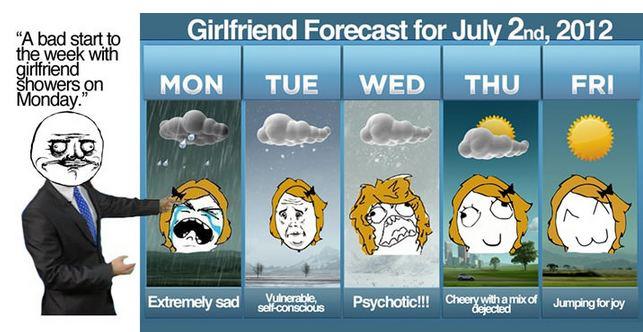 Girlfriend Forecast for July 2nd, 2012
"A bad start to
the week with
girlfriend
showers on
Monday."
MON
TUE
WED
THU
FRI
Extremely sad
Vulnerable,
self-conscious
Psychotic!!!
Cheery with a mix of
dejected
Jumping for joy